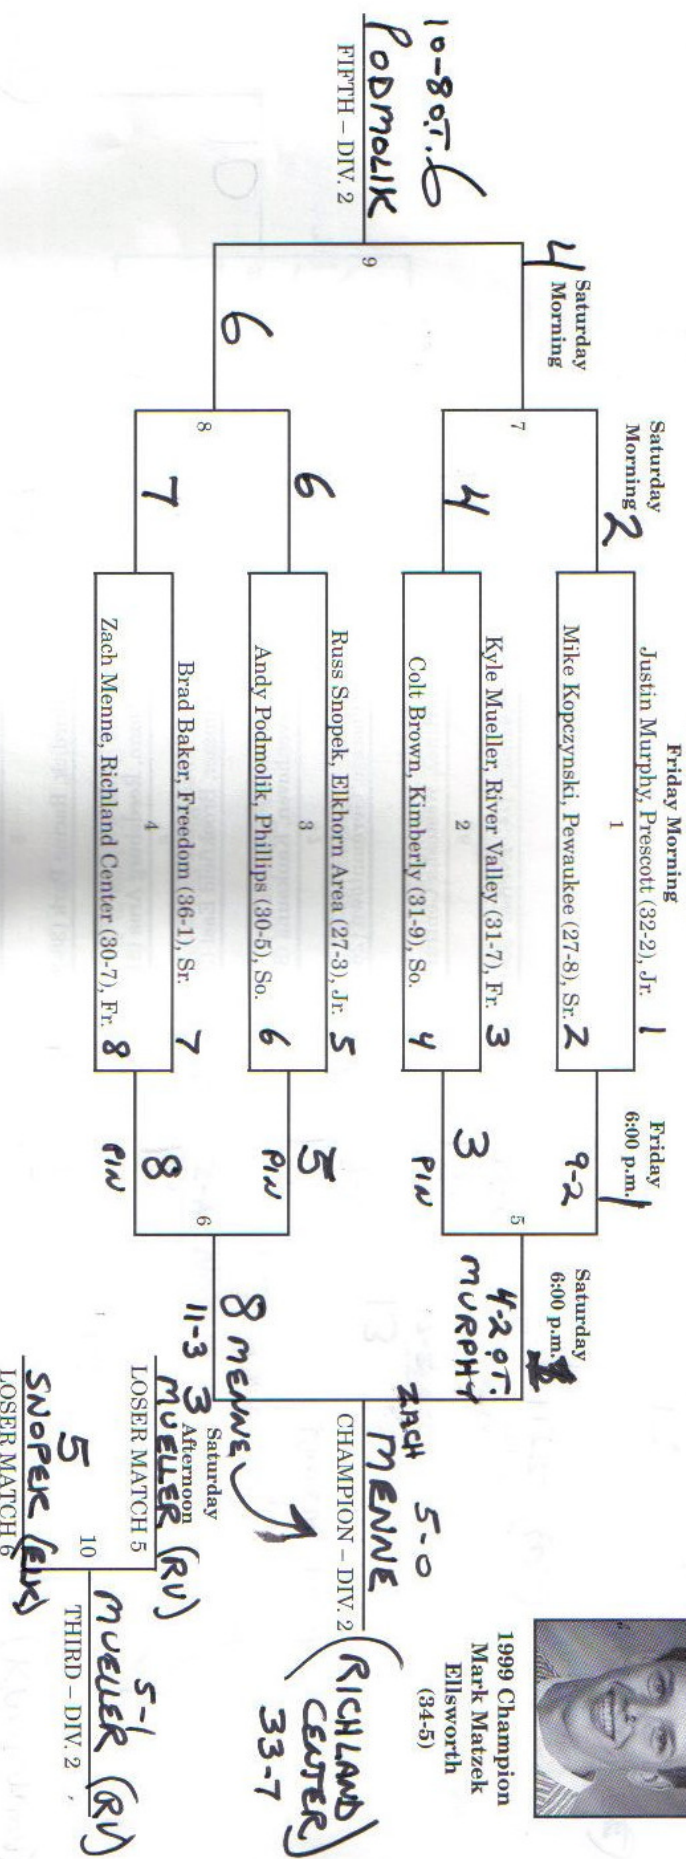 10-8 O.T. 6
PODMOLIK
FIFTH – DIV. 2
9
4
Saturday
Morning
6
7
8
Saturday
Morning
2
4
6
7
Friday Morning
Justin Murphy, Prescott (32-2), Jr. 1
1
Mike Kopczynski, Pewaukee (27-8), Sr. 2
Kyle Mueller, River Valley (31-7), Fr. 3
2
Colt Brown, Kimberly (31-9), So. 4
Russ Snopek, Elkhorn Area (27-3), Jr. 5
3
Andy Podmolik, Phillips (30-5), So. 6
Brad Baker, Freedom (36-1), Sr. 7
4
Zach Menne, Richland Center (30-7), Fr. 8
Friday
6:00 p.m. 1
9-2
3
PIN
5
PIN
8
PIN
5
6
Saturday
6:00 p.m.
4-2 O.T.
MURPHY
8 MENNE
11-3
ZACH MENNE 5-0
CHAMPION – DIV. 2
(RICHLAND
CENTER)
33-7
1999 Champion
Mark Matzek
Ellsworth
(34-5)
Saturday
Afternoon
3 MUELLER (RV)
LOSER MATCH 5
10
5
SNOPEK (ELK)
LOSER MATCH 6
5-1
MUELLER (RV)
THIRD – DIV. 2